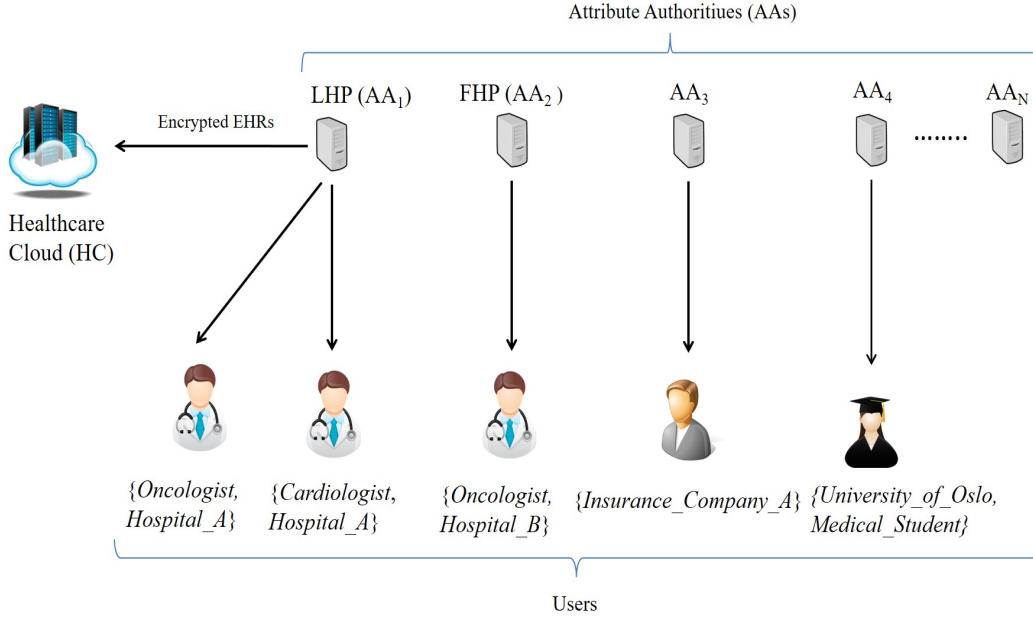 Attribute Authoritiues (AAs)
LHP (AA₁)
FHP (AA₂ )
AA₃
AA₄
AA_N
Encrypted EHRs
........
Healthcare
Cloud (HC)
{Oncologist,
Hospital_A}
{Cardiologist,
Hospital_A}
{Oncologist,
Hospital_B}
{Insurance_Company_A}
{University_of_Oslo,
Medical_Student}
Users